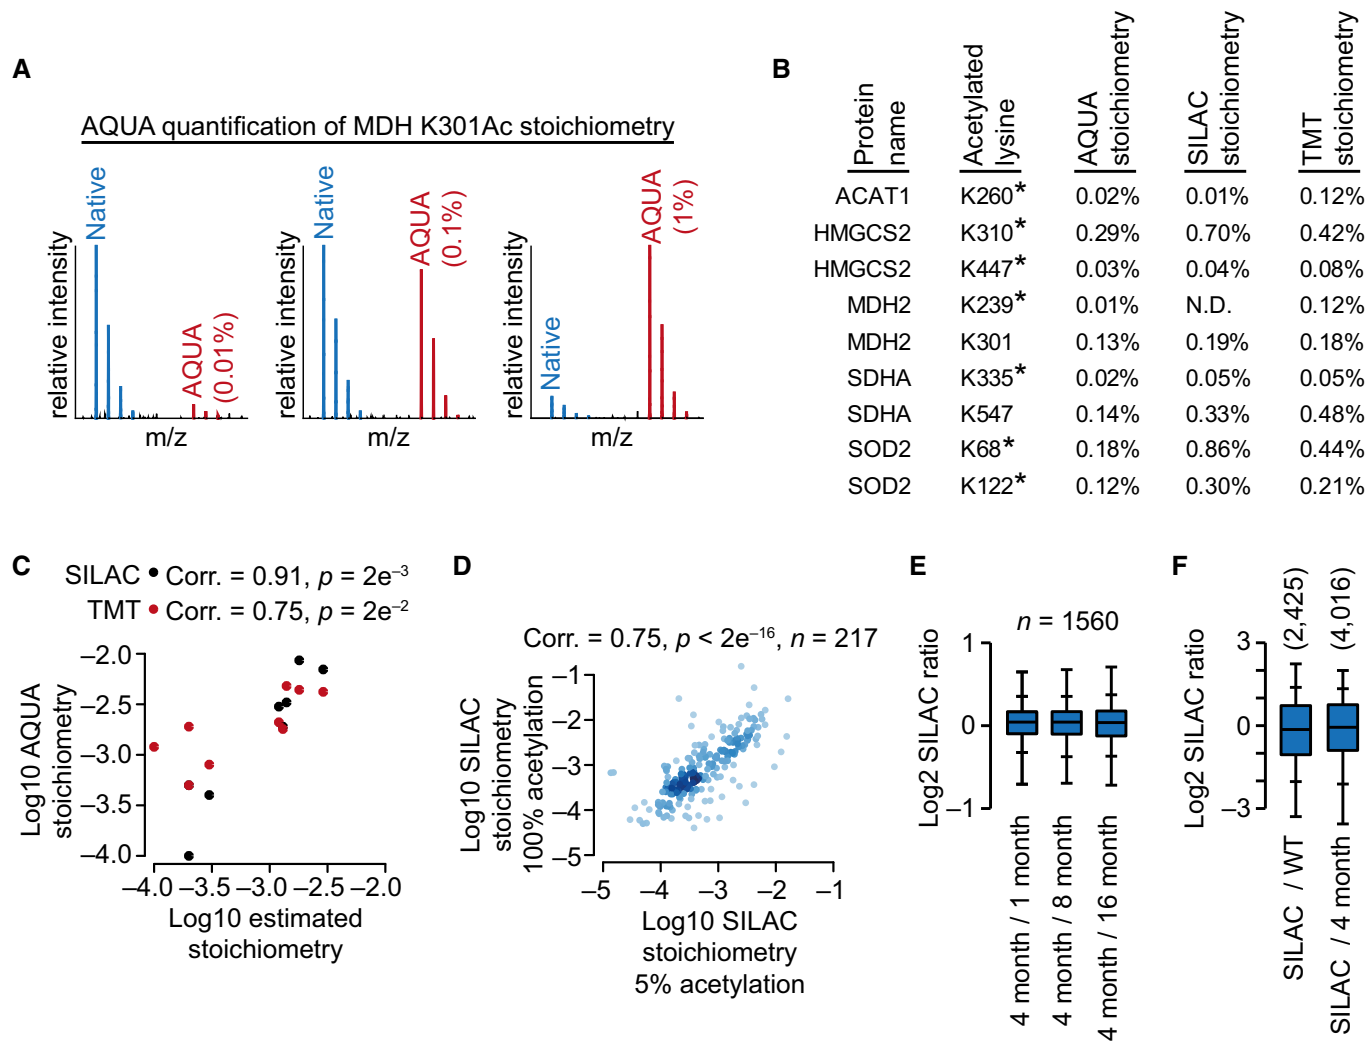 A
AQUA quantification of MDH K301Ac stoichiometry
relative intensity
Native
AQUA
(0.01%)
m/z
relative intensity
Native
AQUA
(0.1%)
m/z
relative intensity
Native
AQUA
(1%)
m/z
B
Protein name
Acetylated lysine
AQUA stoichiometry
SILAC stoichiometry
TMT stoichiometry
ACAT1 K260* 0.02% 0.01% 0.12%
HMGCS2 K310* 0.29% 0.70% 0.42%
HMGCS2 K447* 0.03% 0.04% 0.08%
MDH2 K239* 0.01% N.D. 0.12%
MDH2 K301 0.13% 0.19% 0.18%
SDHA K335* 0.02% 0.05% 0.05%
SDHA K547 0.14% 0.33% 0.48%
SOD2 K68* 0.18% 0.86% 0.44%
SOD2 K122* 0.12% 0.30% 0.21%
C
SILAC • Corr. = 0.91, p = 2e–3
TMT • Corr. = 0.75, p = 2e–2
Log10 AQUA
stoichiometry
–2.0
–2.5
–3.0
–3.5
–4.0
–4.0 –3.5 –3.0 –2.5 –2.0
Log10 estimated
stoichiometry
D
Corr. = 0.75, p < 2e–16, n = 217
Log10 SILAC
stoichiometry
100% acetylation
–1
–2
–3
–4
–5
–5 –4 –3 –2 –1
Log10 SILAC
stoichiometry
5% acetylation
E
n = 1560
Log2 SILAC ratio
1
0
–1
4 month / 1 month
4 month / 8 month
4 month / 16 month
F
Log2 SILAC ratio
3
0
–3
(2,425)
(4,016)
SILAC / WT
SILAC / 4 month